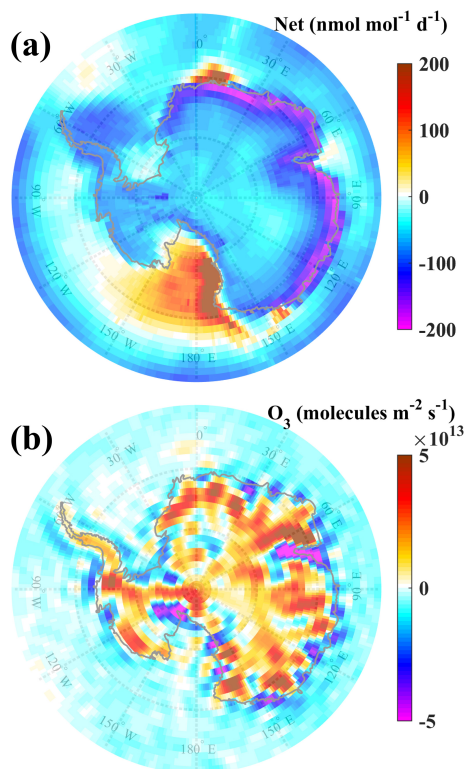 Net (nmol mol⁻¹ d⁻¹)
(a)
0°
30° W
30° E
60° W
60° E
90° W
90° E
120° W
120° E
150° W
150° E
180° E
200
100
0
-100
-200
O₃ (molecules m⁻² s⁻¹)
(b)
×10¹³
0
30° W
30° E
60° W
60° E
90° W
90° E
120° W
120° E
150° W
150° E
180° E
5
0
-5